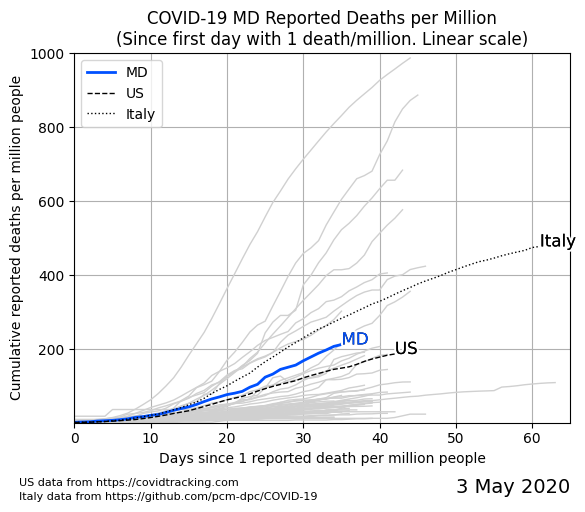 COVID-19 MD Reported Deaths per Million
(Since first day with 1 death/million. Linear scale)
Cumulative reported deaths per million people
1000
800
600
400
200
MD
US
Italy
Italy
MD
US
0
10
20
30
40
50
60
Days since 1 reported death per million people
US data from https://covidtracking.com
Italy data from https://github.com/pcm-dpc/COVID-19
3 May 2020